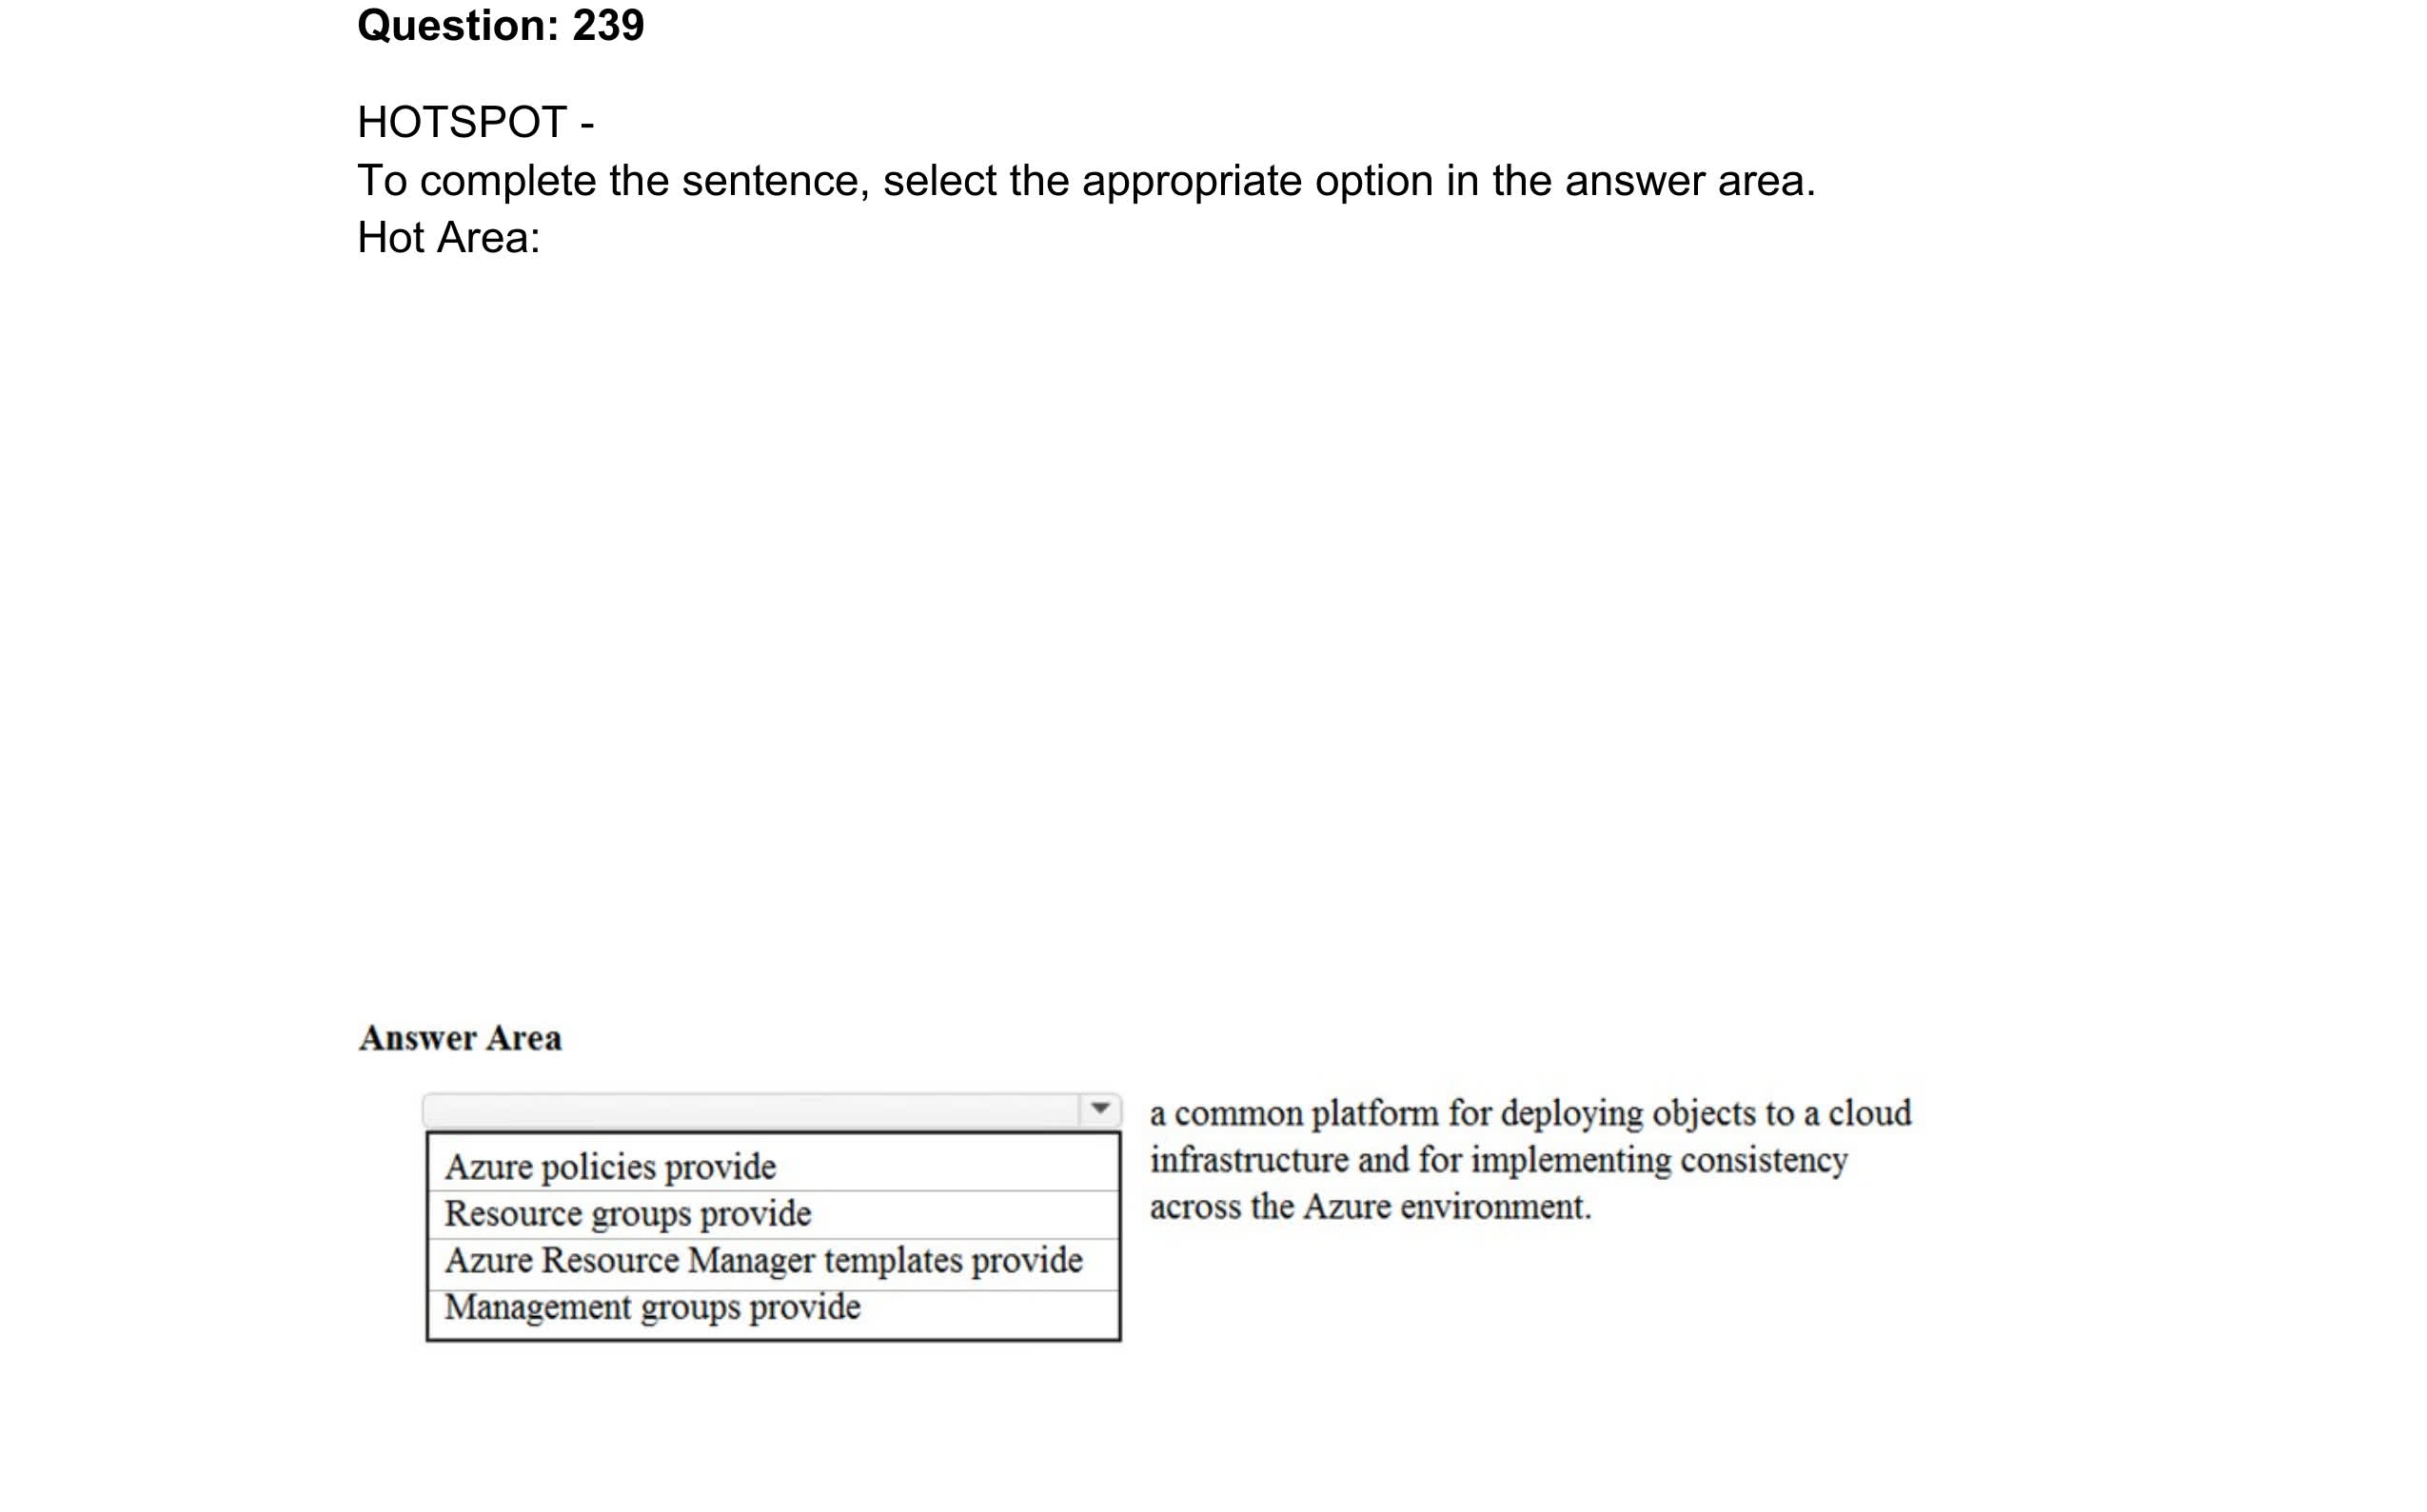 Question: 239
HOTSPOT -
To complete the sentence, select the appropriate option in the answer area.
Hot Area:
Answer Area
a common platform for deploying objects to a cloud
infrastructure and for implementing consistency
across the Azure environment.
Azure policies provide
Resource groups provide
Azure Resource Manager templates provide
Management groups provide